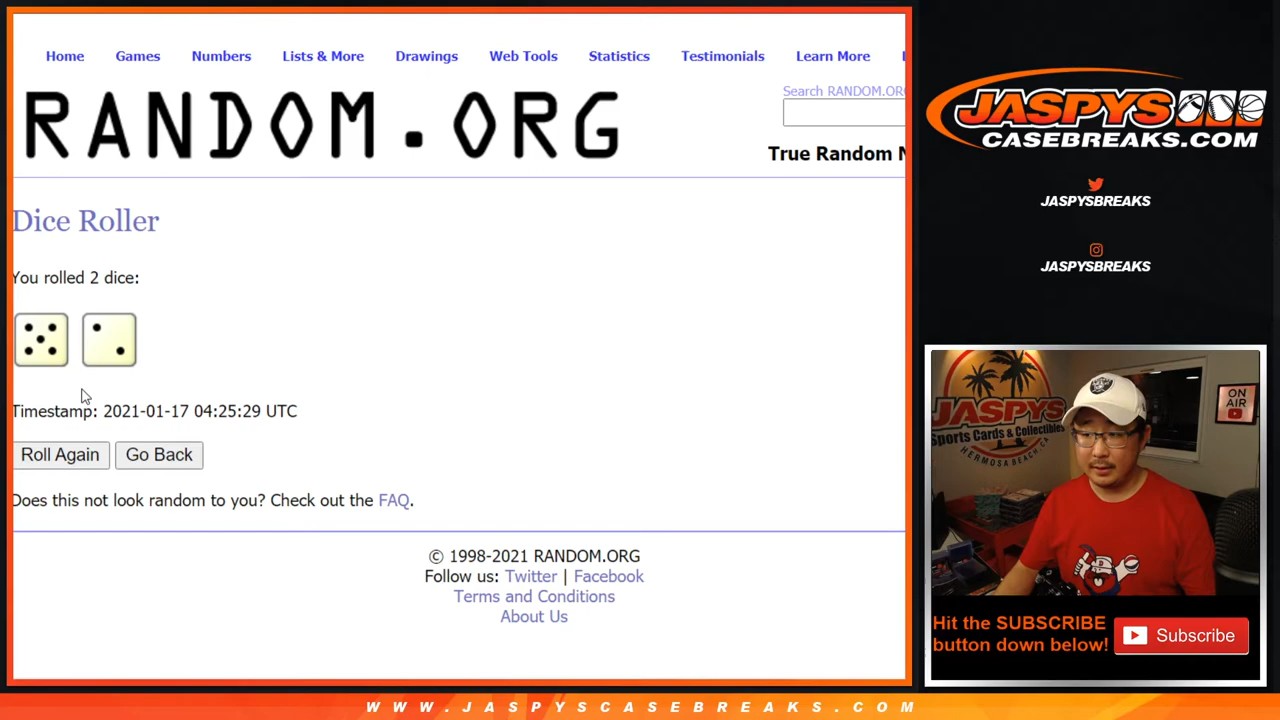 Home Games Numbers Lists & More Drawings Web Tools Statistics Testimonials Learn More
RANDOM.ORG
Search RANDOM.ORG
True Random N
Dice Roller
You rolled 2 dice:
Timestamp: 2021-01-17 04:25:29 UTC
Roll Again Go Back
Does this not look random to you? Check out the FAQ.
© 1998-2021 RANDOM.ORG
Follow us: Twitter | Facebook
Terms and Conditions
About Us
JASPYS
CASEBREAKS.COM
JASPYSBREAKS
JASPYSBREAKS
JASPYS
Sports Cards & Collectibles
HERMOSA BEACH, CA
ON AIR
Hit the SUBSCRIBE
button down below!
Subscribe
WWW.JASPYSCASEBREAKS.COM